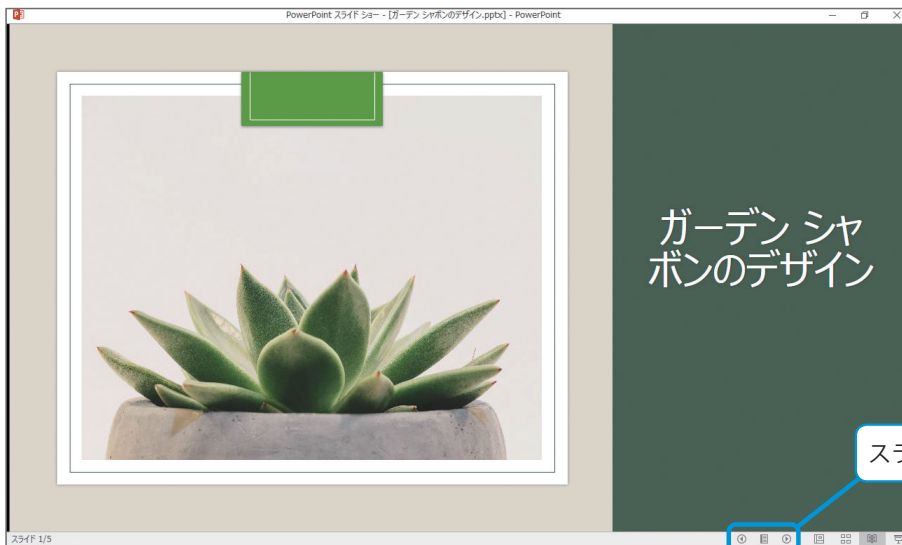 PowerPoint スライド ショー - [ガーデン シャボンのデザイン.pptx] - PowerPoint
ガーデン シャ
ボンのデザイン
スラ
スライド 1/5